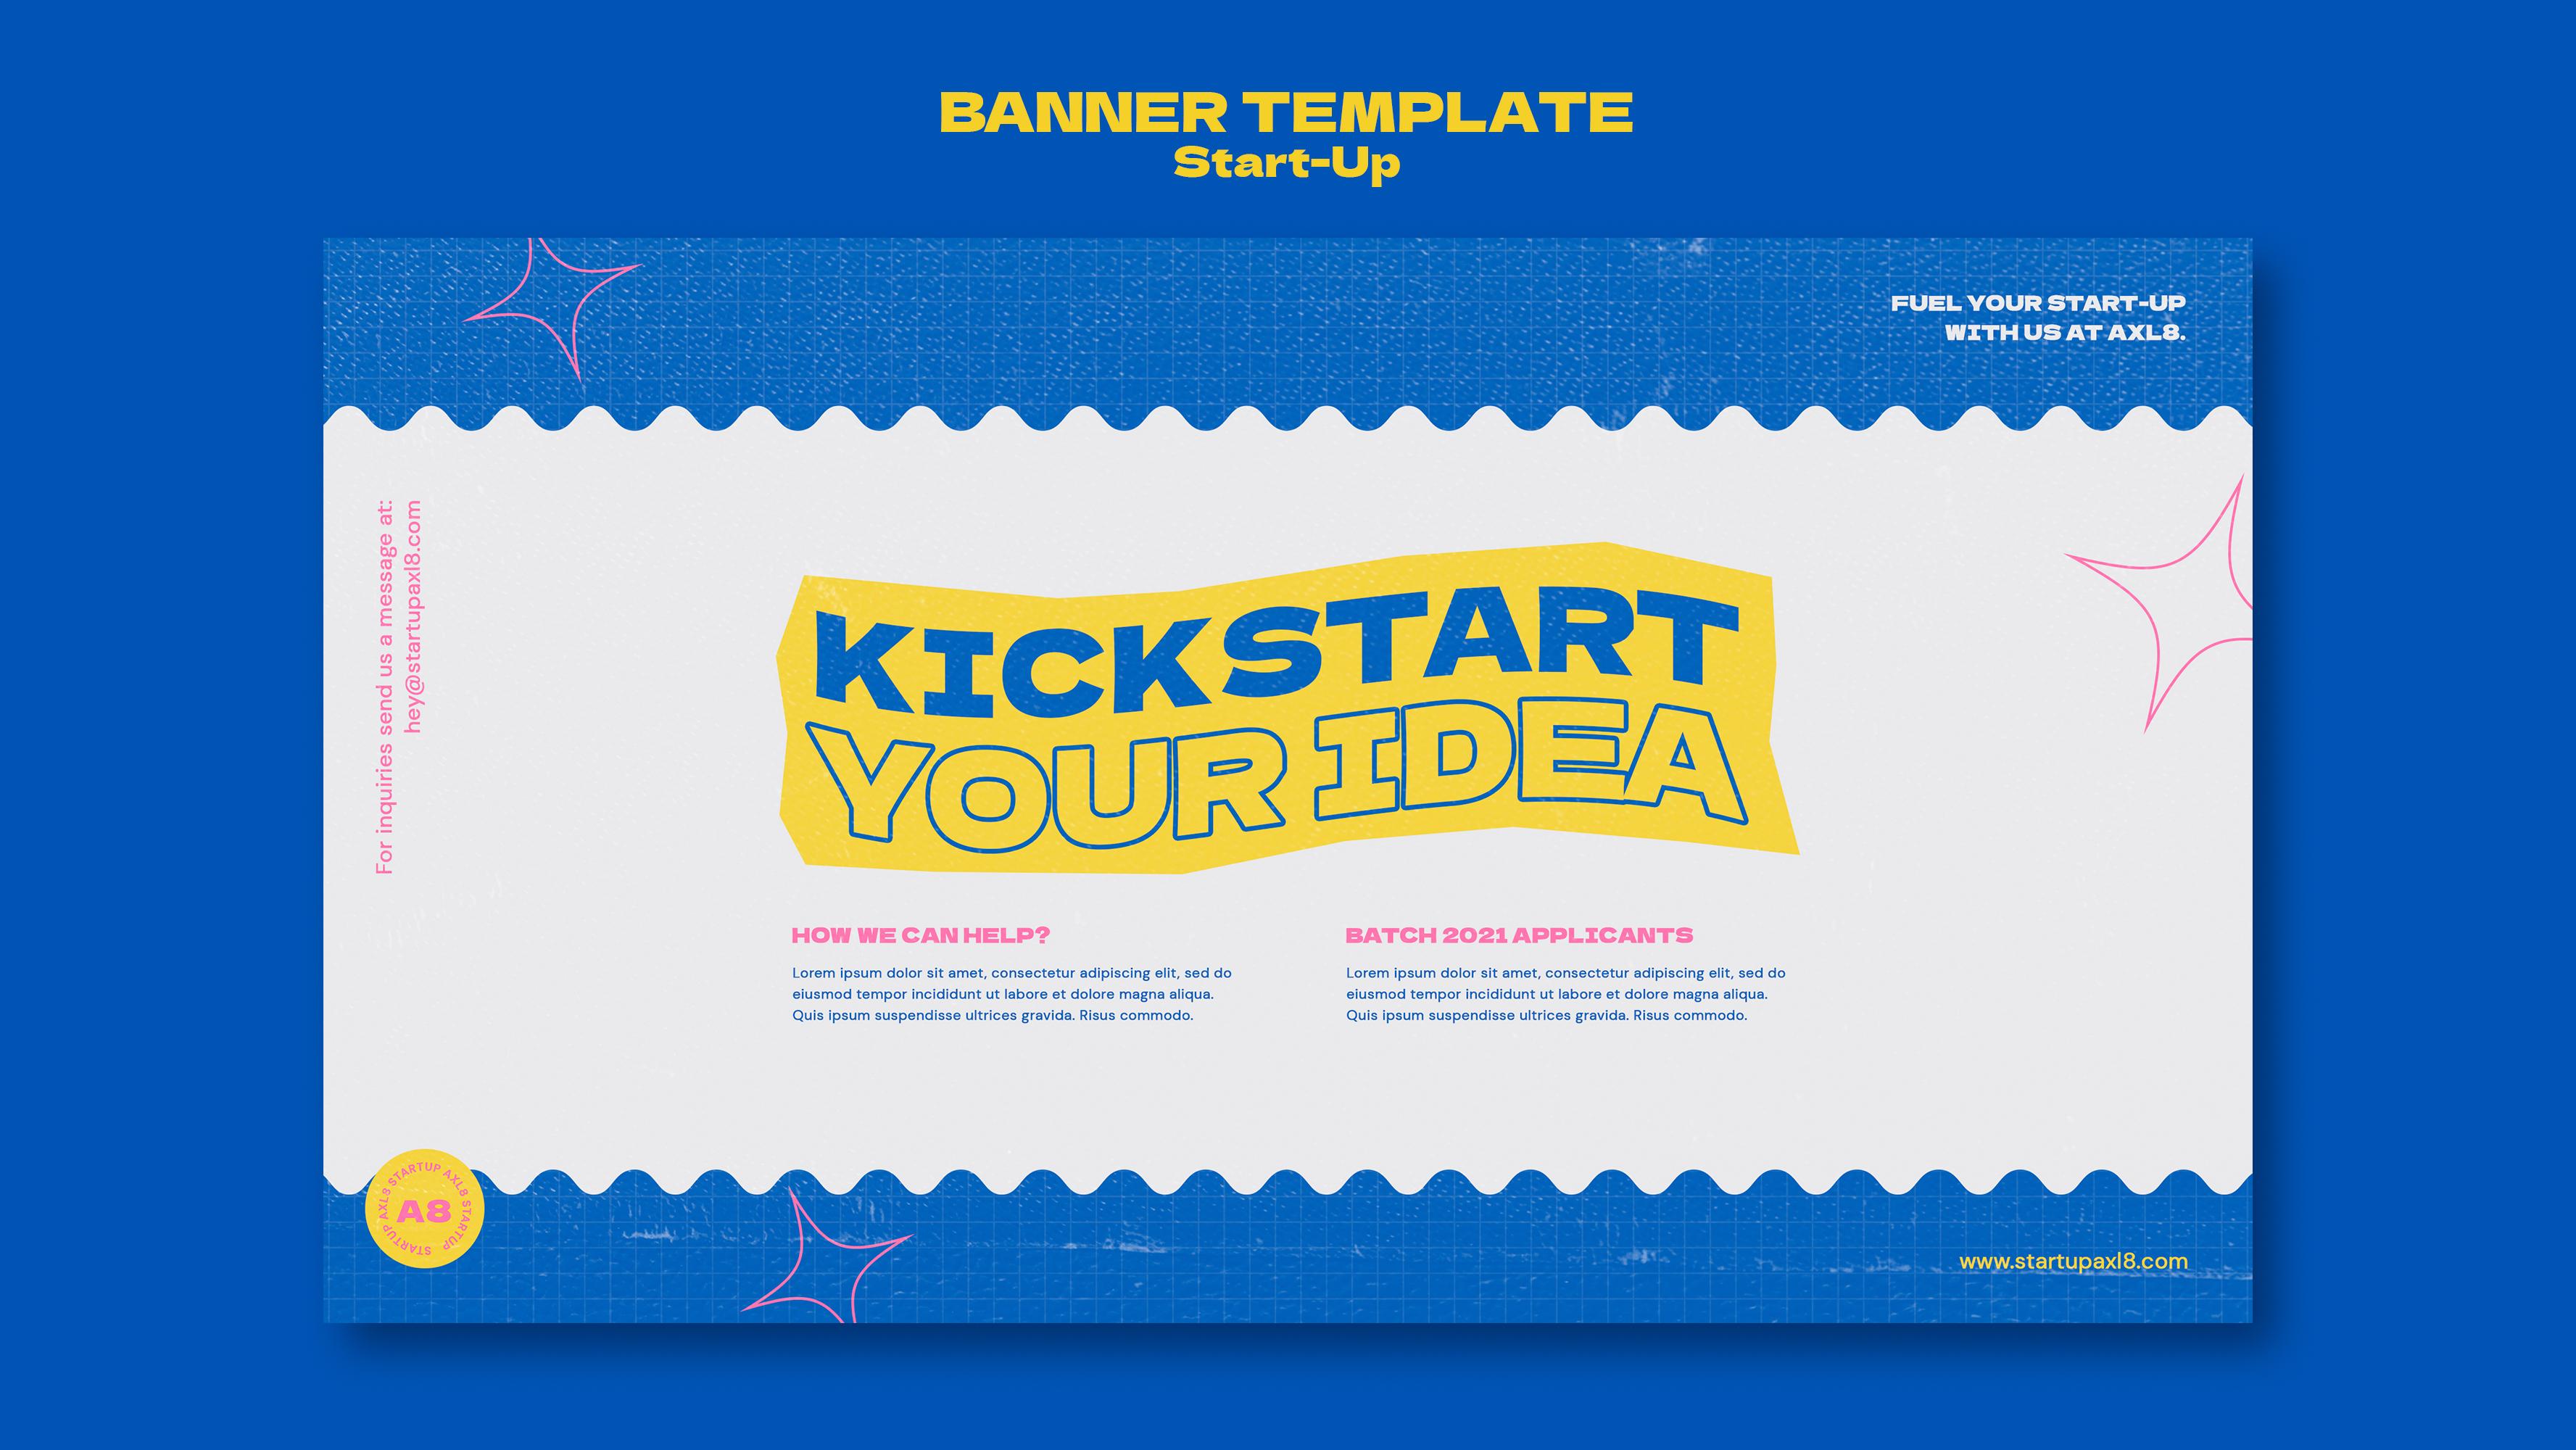 BANNER TEMPLATE
Start-Up
FUEL YOUR START-UP
WITH US AT AXL8.
For inquiries send us a message at:
hey@startupaxl8.com
KICKSTART
YOUR IDEA
HOW WE CAN HELP?
Lorem ipsum dolor sit amet, consectetur adipiscing elit, sed do
eiusmod tempor incididunt ut labore et dolore magna aliqua.
Quis ipsum suspendisse ultrices gravida. Risus commodo.
BATCH 2021 APPLICANTS
Lorem ipsum dolor sit amet, consectetur adipiscing elit, sed do
eiusmod tempor incididunt ut labore et dolore magna aliqua.
Quis ipsum suspendisse ultrices gravida. Risus commodo.
STARTUP AXL8 STARTUP STARTUP AXL8
A8
www.startupaxl8.com